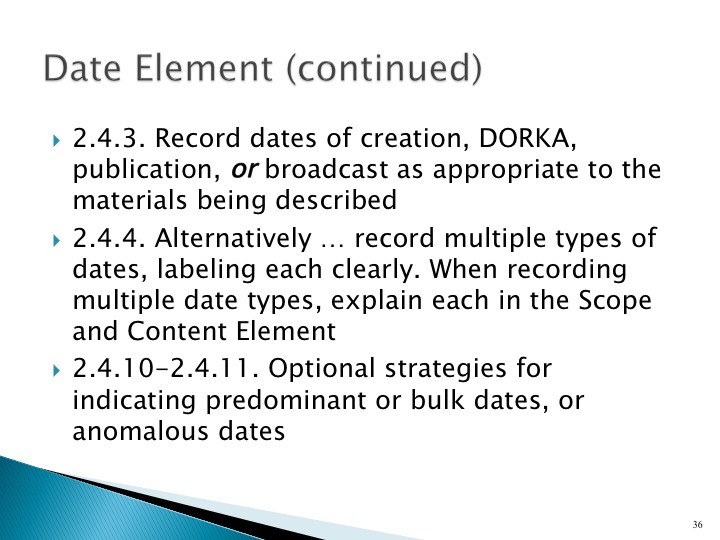 Date Element (continued)
2.4.3. Record dates of creation, DORKA,
publication, or broadcast as appropriate to the
materials being described
2.4.4. Alternatively … record multiple types of
dates, labeling each clearly. When recording
multiple date types, explain each in the Scope
and Content Element
2.4.10-2.4.11. Optional strategies for
indicating predominant or bulk dates, or
anomalous dates
36